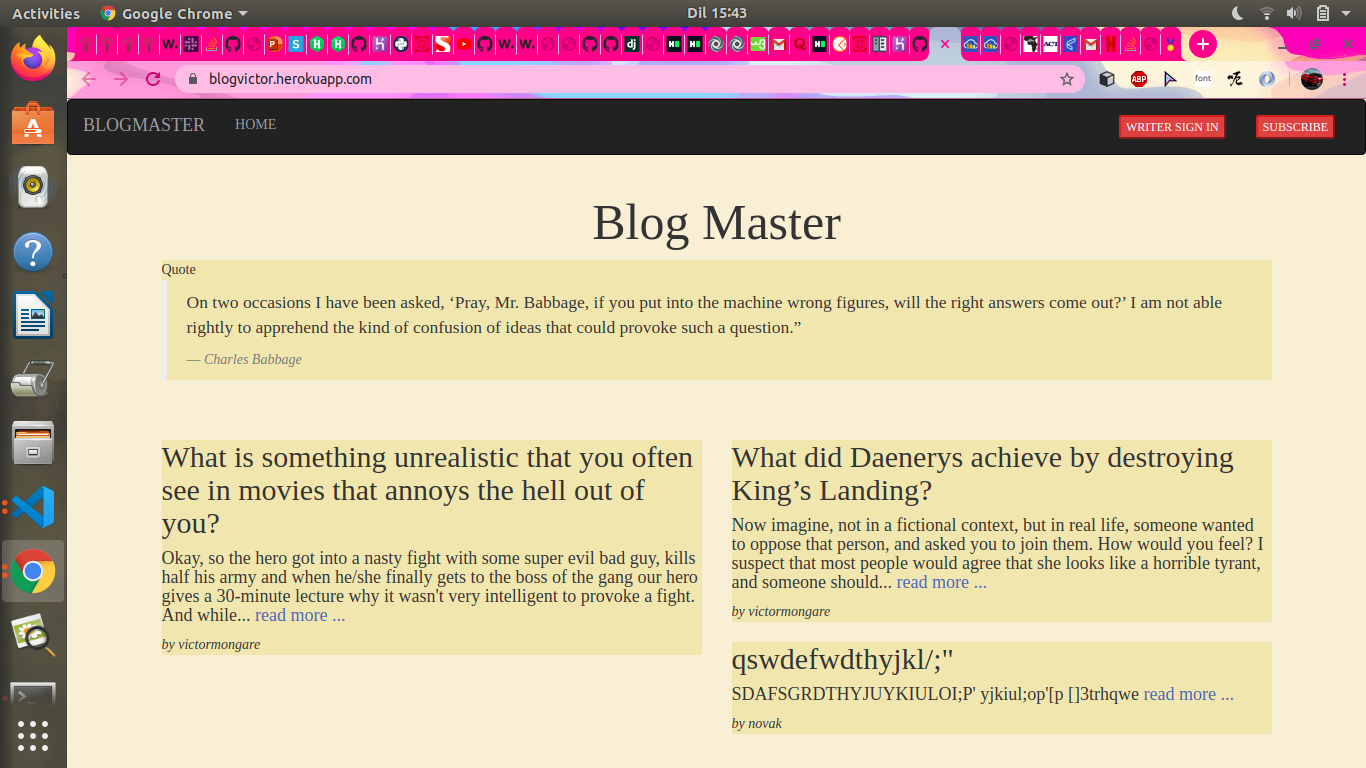 Activities Google Chrome Dil 15:43
blogvictor.herokuapp.com ABP font
BLOGMASTER HOME WRITER SIGN IN SUBSCRIBE
Blog Master
Quote
On two occasions I have been asked, ‘Pray, Mr. Babbage, if you put into the machine wrong figures, will the right answers come out?’ I am not able
rightly to apprehend the kind of confusion of ideas that could provoke such a question.”
— Charles Babbage
What is something unrealistic that you often
see in movies that annoys the hell out of
you?
Okay, so the hero got into a nasty fight with some super evil bad guy, kills
half his army and when he/she finally gets to the boss of the gang our hero
gives a 30-minute lecture why it wasn't very intelligent to provoke a fight.
And while... read more ...
by victormongare
What did Daenerys achieve by destroying
King’s Landing?
Now imagine, not in a fictional context, but in real life, someone wanted
to oppose that person, and asked you to join them. How would you feel? I
suspect that most people would agree that she looks like a horrible tyrant,
and someone should... read more ...
by victormongare
qswdefwdthyjkl/;"
SDAFSGRDTHYJUYKIULOI;P' yjkiul;op'[p []3trhqwe read more ...
by novak